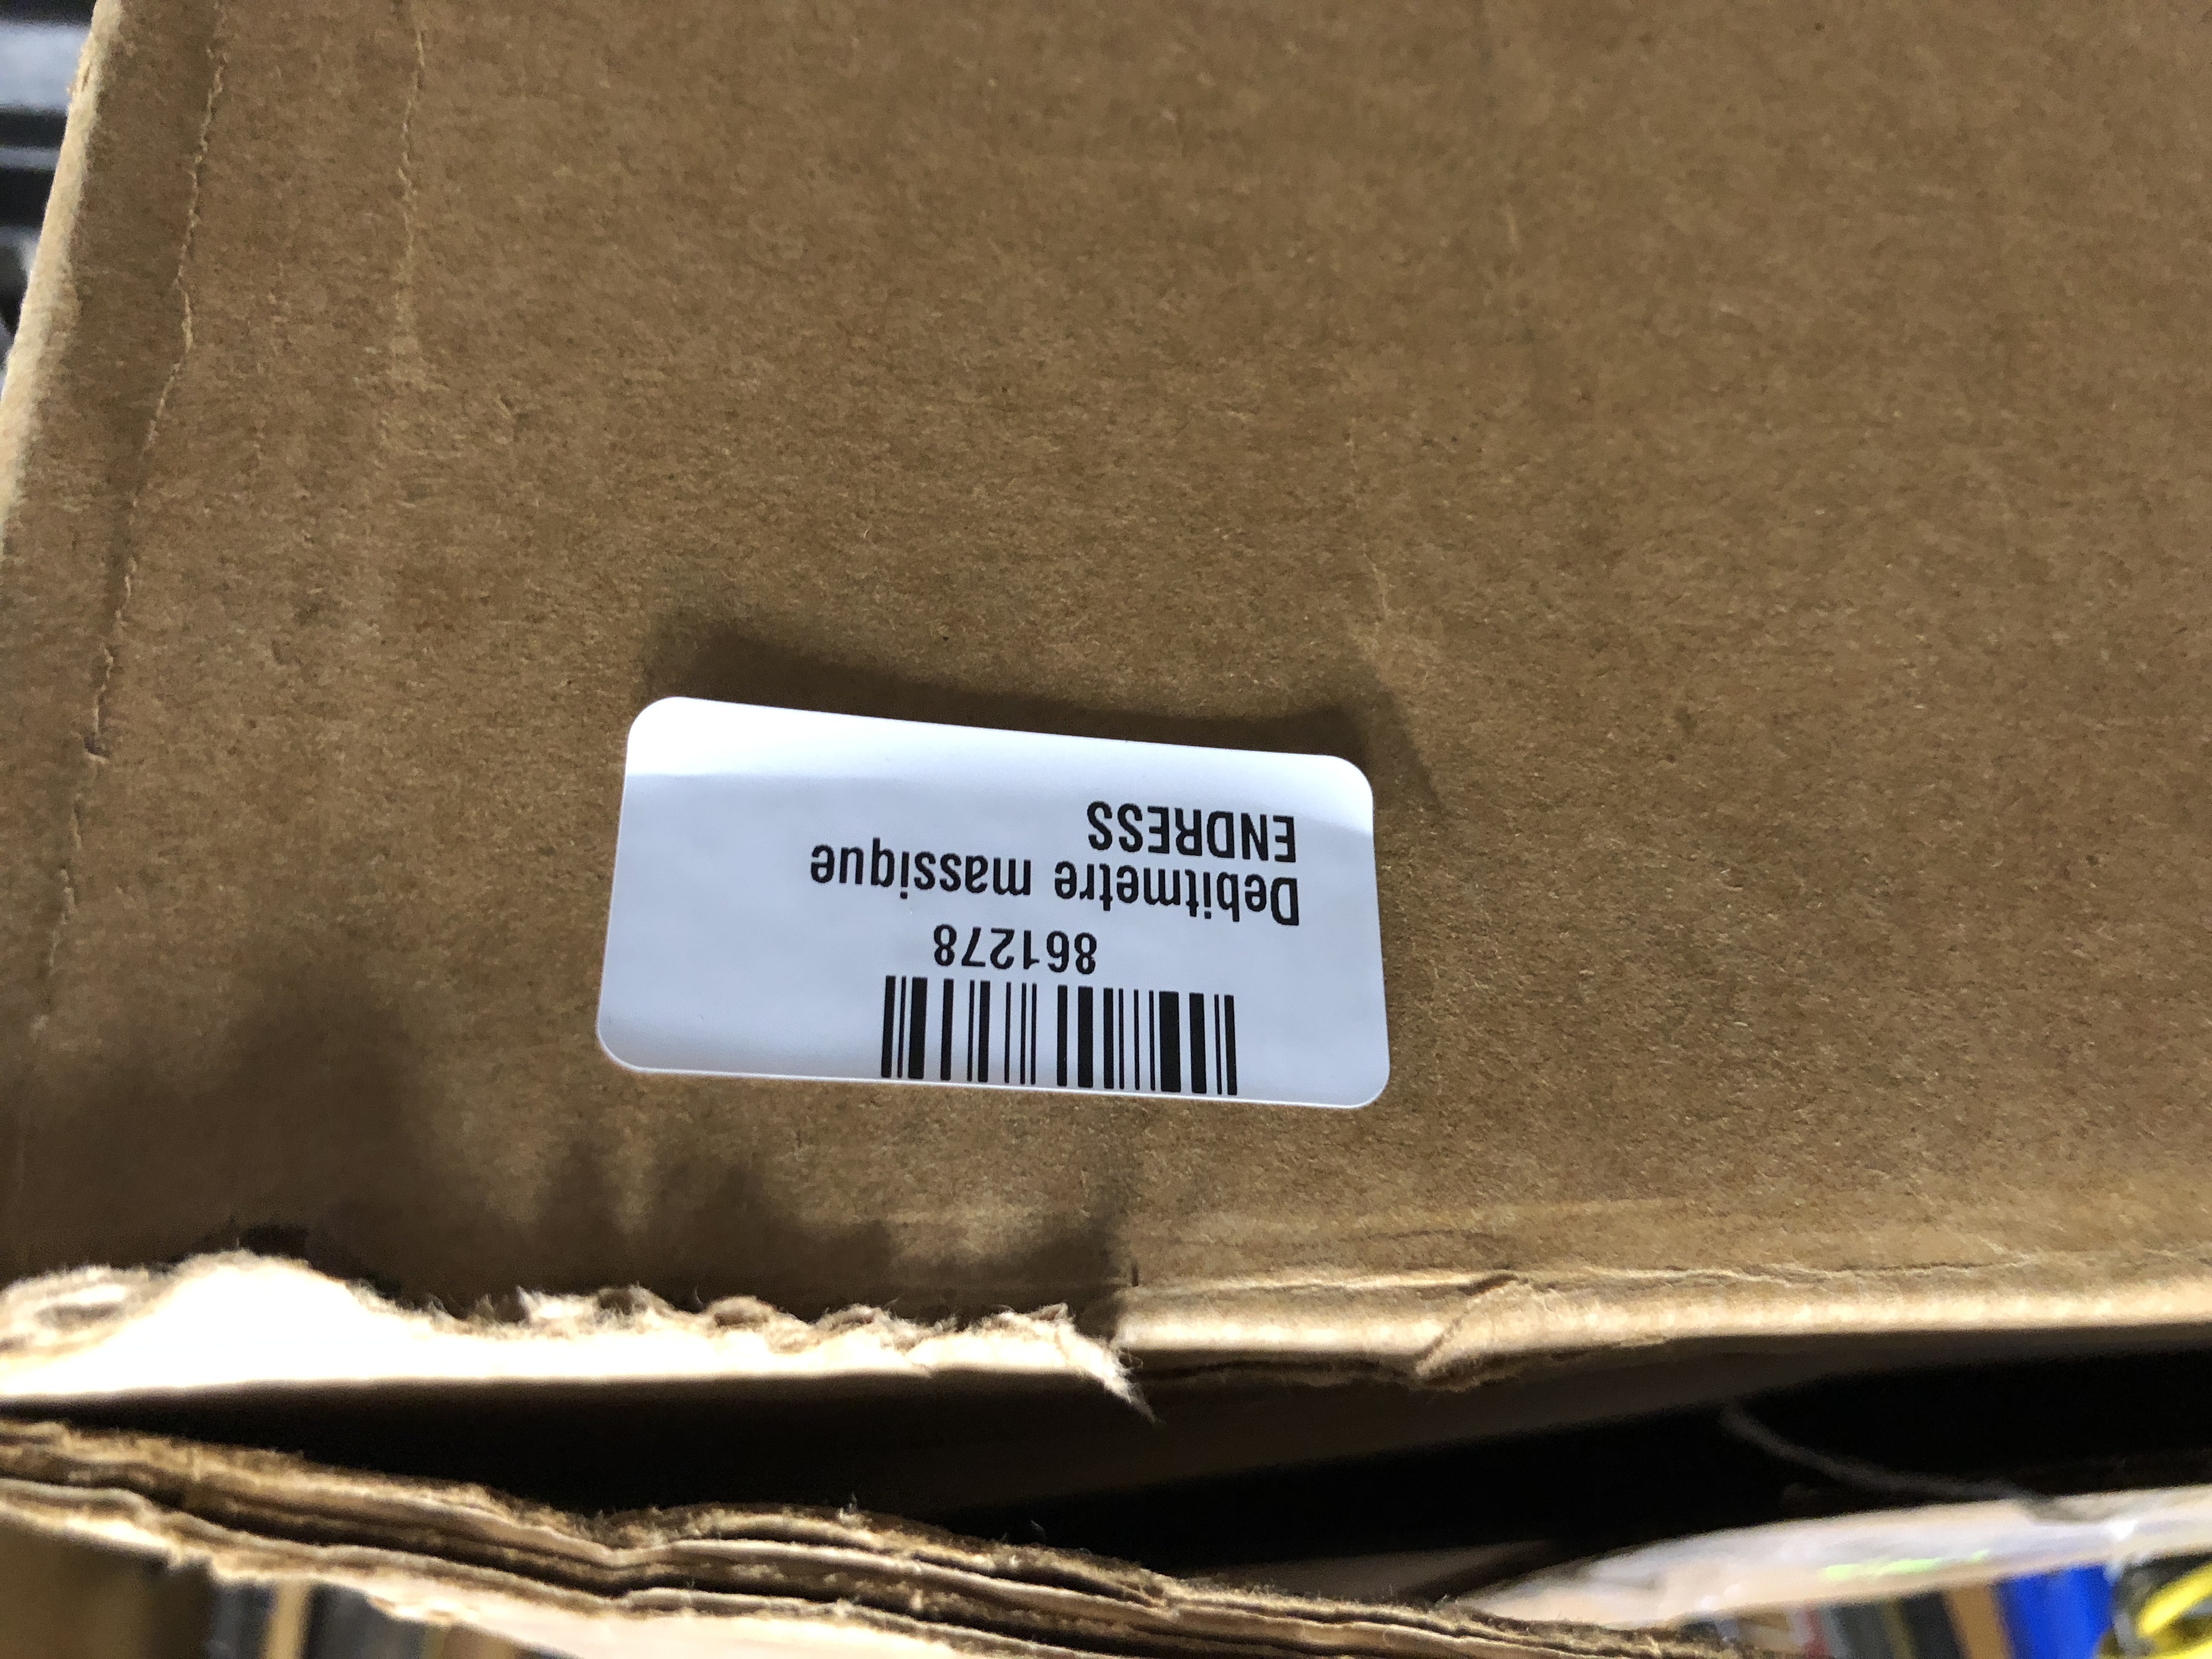 861278
Debitmetre massique
ENDRESS